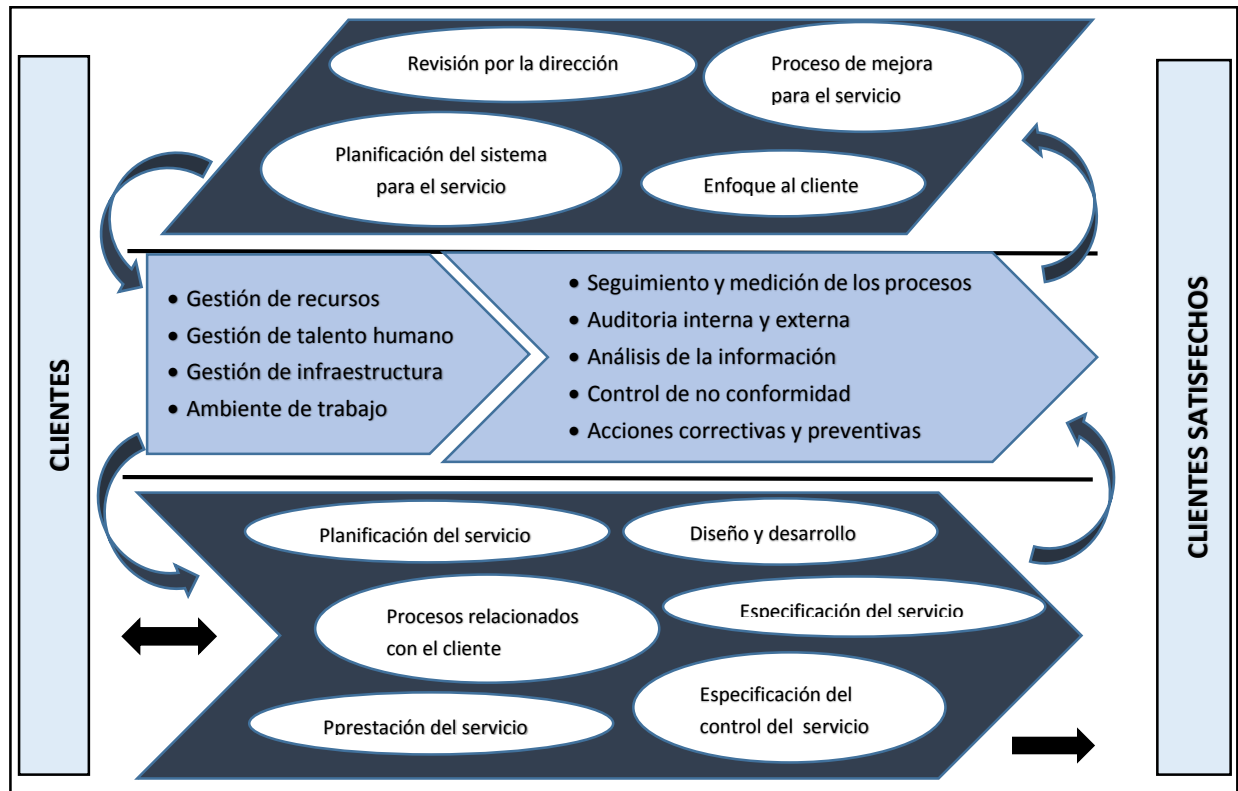 CLIENTES
Revisión por la dirección
Proceso de mejora
para el servicio
Planificación del sistema
para el servicio
Enfoque al cliente
• Gestión de recursos
• Gestión de talento humano
• Gestión de infraestructura
• Ambiente de trabajo
• Seguimiento y medición de los procesos
• Auditoria interna y externa
• Análisis de la información
• Control de no conformidad
• Acciones correctivas y preventivas
Planificación del servicio
Diseño y desarrollo
Procesos relacionados
con el cliente
Especificación del servicio
Pprestación del servicio
Especificación del
control del servicio
CLIENTES SATISFECHOS